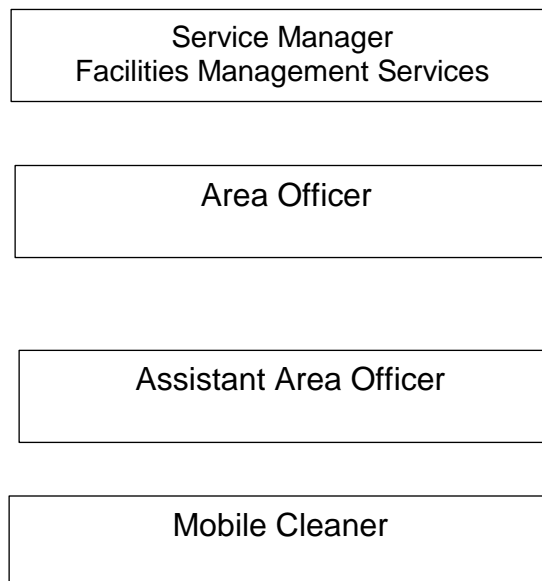 Service Manager
Facilities Management Services
Area Officer
Assistant Area Officer
Mobile Cleaner